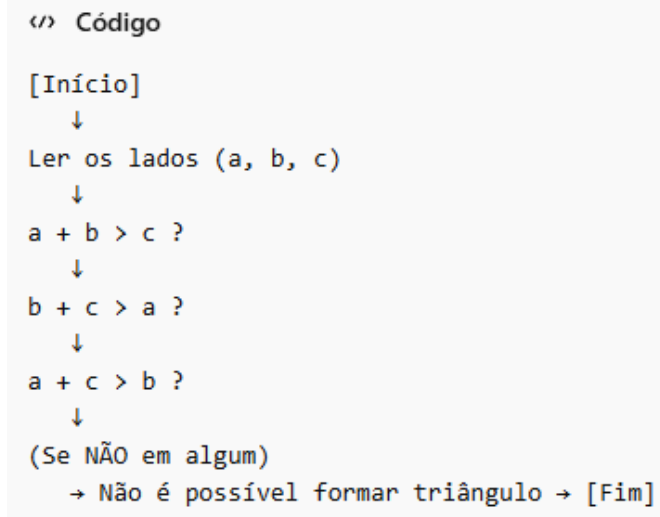 </> Código
[Início]
↓
Ler os lados (a, b, c)
↓
a + b > c ?
↓
b + c > a ?
↓
a + c > b ?
↓
(Se NÃO em algum)
→ Não é possível formar triângulo → [Fim]